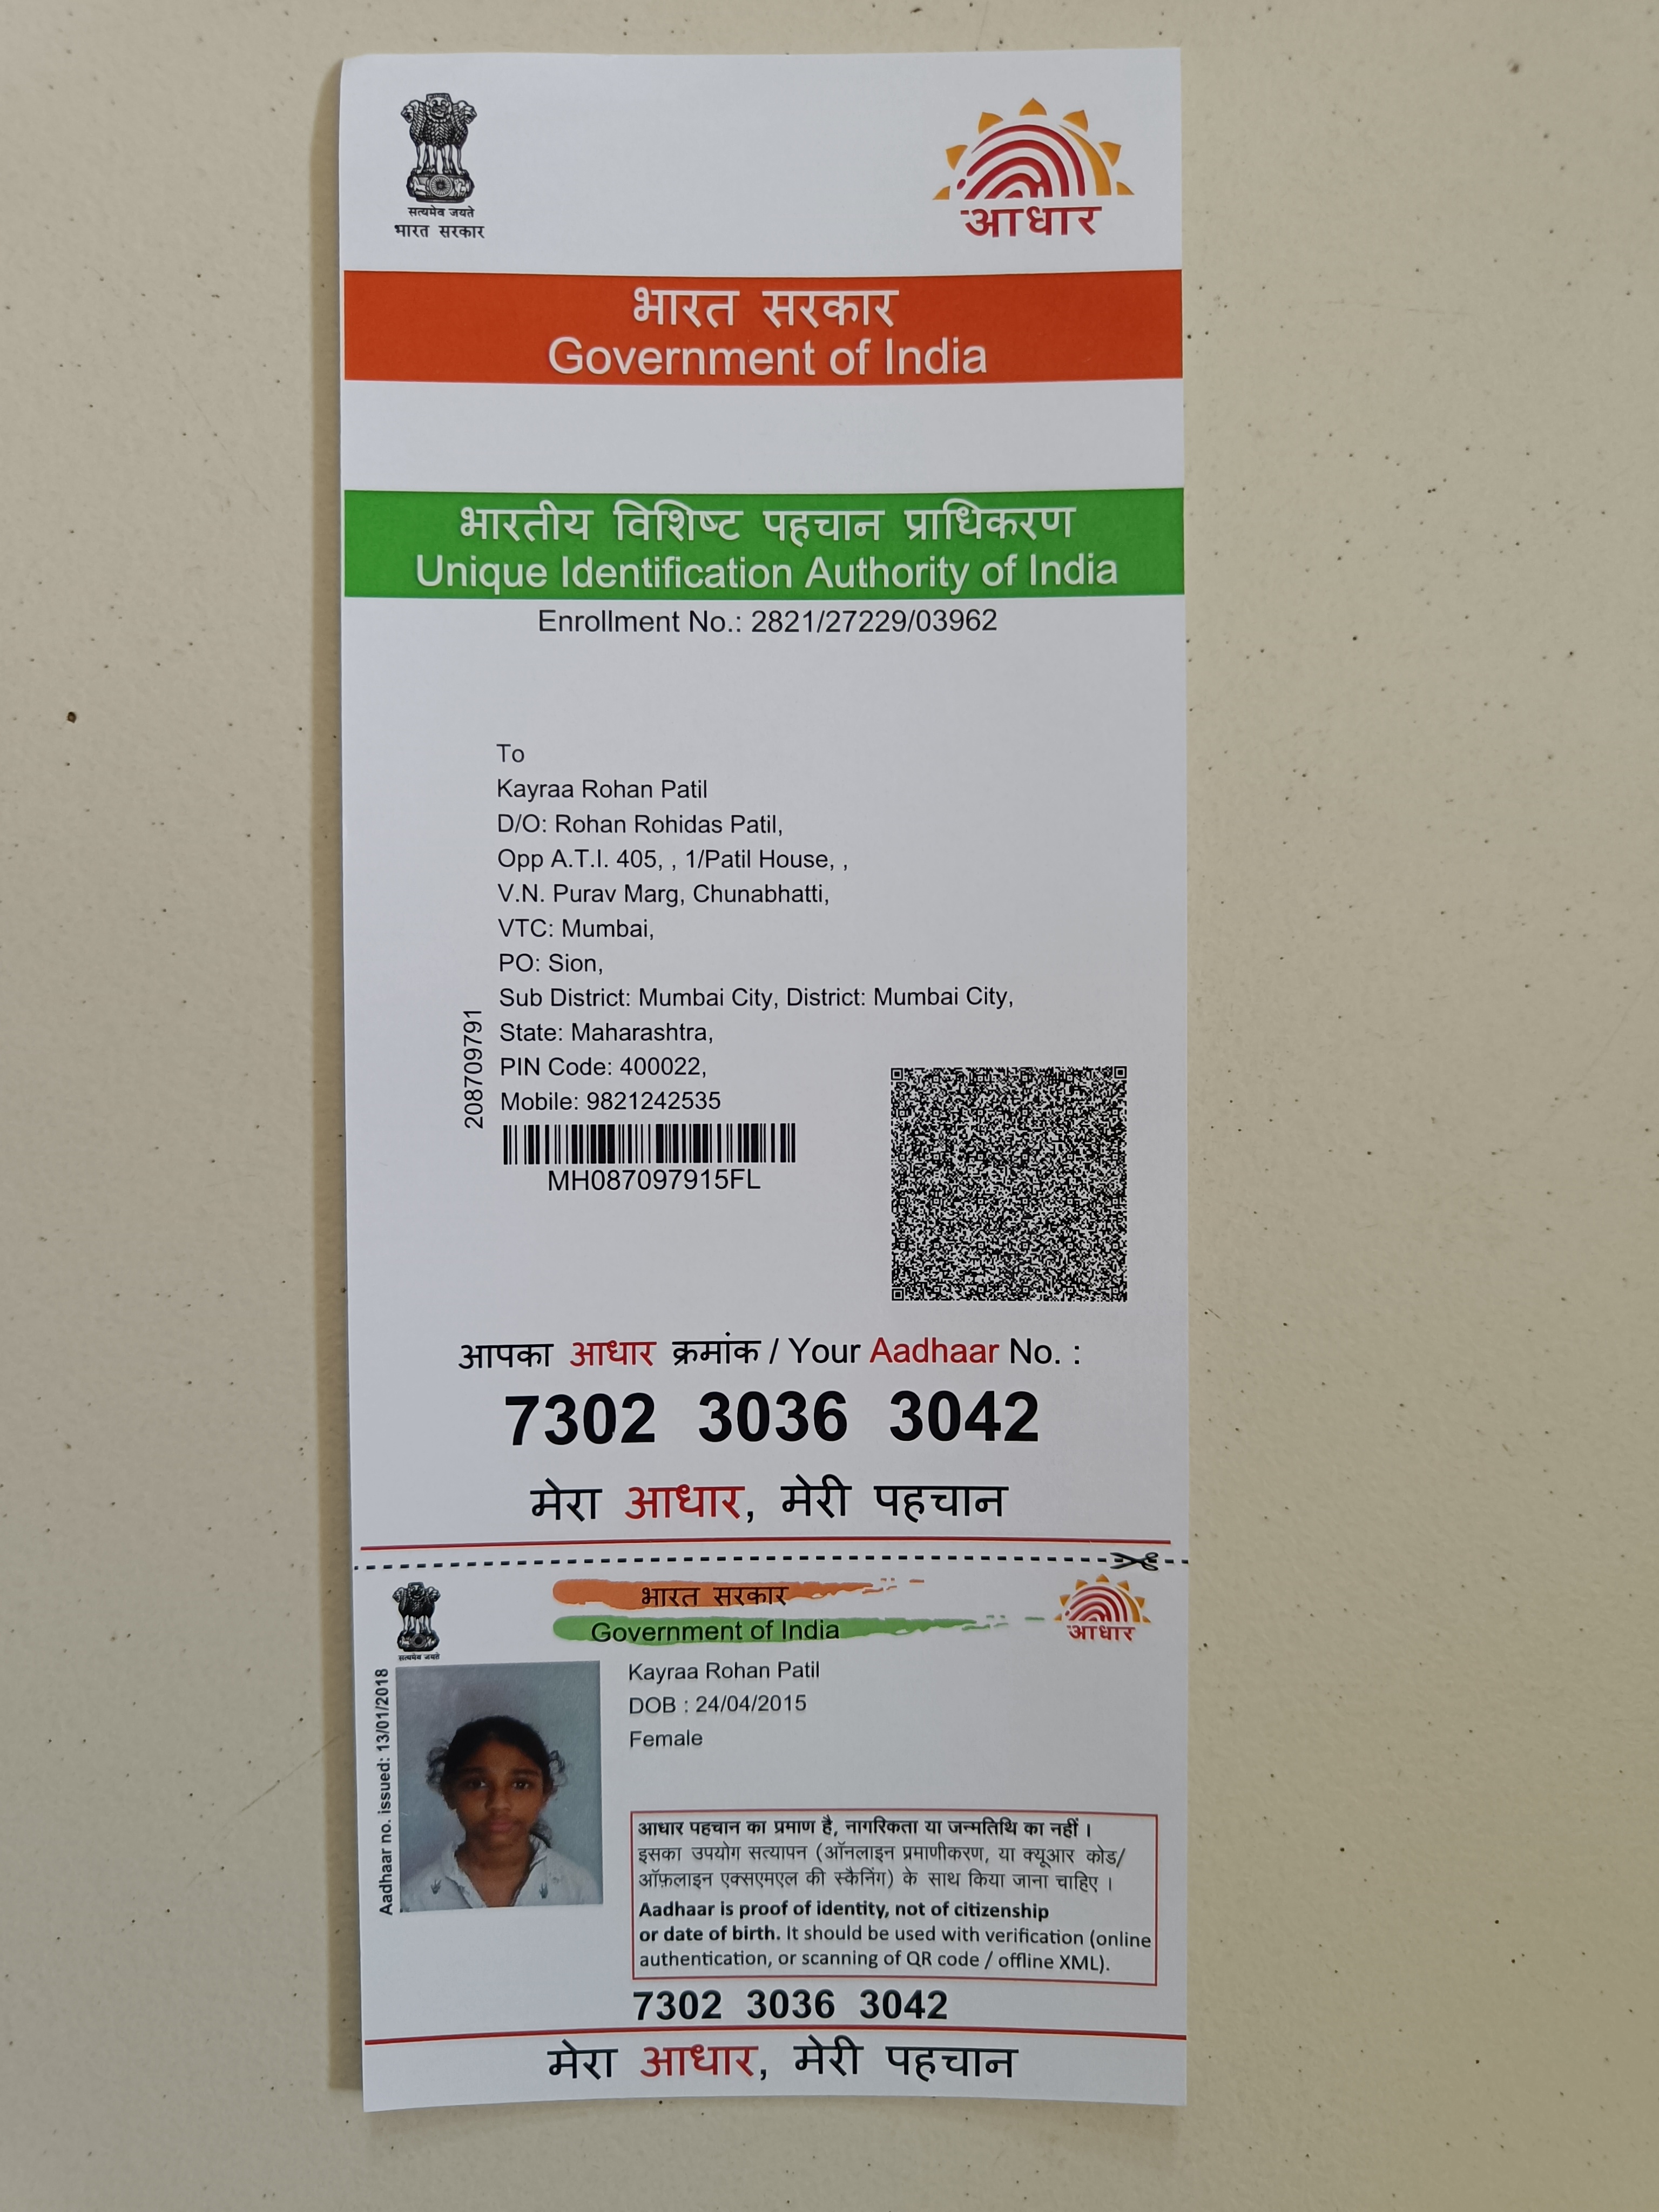 सत्यमेव जयते
भारत सरकार
आधार
भारत सरकार
Government of India
भारतीय विशिष्ट पहचान प्राधिकरण
Unique Identification Authority of India
Enrollment No.: 2821/27229/03962
To
Kayraa Rohan Patil
D/O: Rohan Rohidas Patil,
Opp A.T.I. 405, , 1/Patil House, ,
V.N. Purav Marg, Chunabhatti,
VTC: Mumbai,
PO: Sion,
Sub District: Mumbai City, District: Mumbai City,
State: Maharashtra,
PIN Code: 400022,
Mobile: 9821242535
208709791
MH087097915FL
आपका आधार क्रमांक / Your Aadhaar No. :
7302 3036 3042
मेरा आधार, मेरी पहचान
सत्यमेव जयते
भारत सरकार
Government of India
आधार
Aadhaar no. issued: 13/01/2018
Kayraa Rohan Patil
DOB : 24/04/2015
Female
आधार पहचान का प्रमाण है, नागरिकता या जन्मतिथि का नहीं ।
इसका उपयोग सत्यापन (ऑनलाइन प्रमाणीकरण, या क्यूआर कोड/
ऑफ़लाइन एक्सएमएल की स्कैनिंग) के साथ किया जाना चाहिए ।
Aadhaar is proof of identity, not of citizenship
or date of birth. It should be used with verification (online
authentication, or scanning of QR code / offline XML).
7302 3036 3042
मेरा आधार, मेरी पहचान